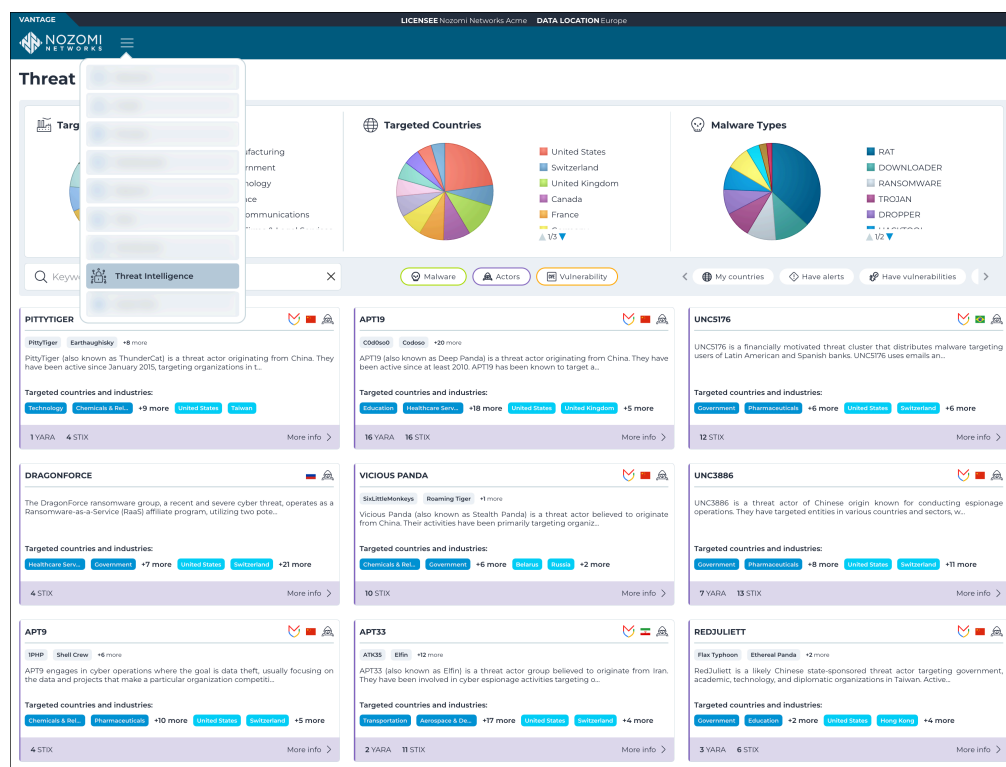 VANTAGE
LICENSEE Nozomi Networks Acme DATA LOCATION Europe
NOZOMI
NETWORKS
Threat
Targ
ufacturing
rnment
nology
nce
ommunications
Targeted Countries
United States
Switzerland
United Kingdom
Canada
France
1/3
Malware Types
RAT
DOWNLOADER
RANSOMWARE
TROJAN
DROPPER
HACKTOOL
1/2
Threat Intelligence
Keywo
Malware
Actors
Vulnerability
My countries
Have alerts
Have vulnerabilities
PITTYTIGER
PittyTiger Earthaughisky +8 more
PittyTiger (also known as ThunderCat) is a threat actor originating from China. They
have been active since January 2015, targeting organizations in t...
Targeted countries and industries:
Technology Chemicals & Rel... +9 more United States Taiwan
1 YARA 4 STIX More info
APT19
C0d0so0 Codoso +20 more
APT19 (also known as Deep Panda) is a threat actor originating from China. They have
been active since at least 2010. APT19 has been known to target a...
Targeted countries and industries:
Education Healthcare Serv... +18 more United States United Kingdom +5 more
16 YARA 16 STIX More info
UNC5176
UNC5176 is a financially motivated threat cluster that distributes malware targeting
users of Latin American and Spanish banks. UNC5176 uses emails an...
Targeted countries and industries:
Government Pharmaceuticals +6 more United States Switzerland +6 more
12 STIX More info
DRAGONFORCE
The DragonForce ransomware group, a recent and severe cyber threat, operates as a
Ransomware-as-a-Service (RaaS) affiliate program, utilizing two pote...
Targeted countries and industries:
Healthcare Serv... Government +7 more United States Switzerland +21 more
4 STIX More info
VICIOUS PANDA
SixLittleMonkeys Roaming Tiger +1 more
Vicious Panda (also known as Stealth Panda) is a threat actor believed to originate
from China. Their activities have been primarily targeting organiz...
Targeted countries and industries:
Chemicals & Rel... Government +6 more Belarus Russia +2 more
10 STIX More info
UNC3886
UNC3886 is a threat actor of Chinese origin known for conducting espionage
operations. They have targeted entities in various countries and sectors, w...
Targeted countries and industries:
Government Pharmaceuticals +8 more United States Switzerland +11 more
7 YARA 13 STIX More info
APT9
1PHP Shell Crew +6 more
APT9 engages in cyber operations where the goal is data theft, usually focusing on
the data and projects that make a particular organization competiti...
Targeted countries and industries:
Chemicals & Rel... Pharmaceuticals +10 more United States Switzerland +5 more
4 STIX More info
APT33
ATK35 Elfin +12 more
APT33 (also known as Elfin) is a threat actor group believed to originate from Iran.
They have been involved in cyber espionage activities targeting o...
Targeted countries and industries:
Transportation Aerospace & De... +17 more United States Switzerland +4 more
2 YARA 11 STIX More info
REDJULIETT
Flax Typhoon Ethereal Panda +2 more
RedJuliett is a likely Chinese state-sponsored threat actor targeting government,
academic, technology, and diplomatic organizations in Taiwan. Active...
Targeted countries and industries:
Government Education +2 more United States Hong Kong +4 more
3 YARA 6 STIX More info